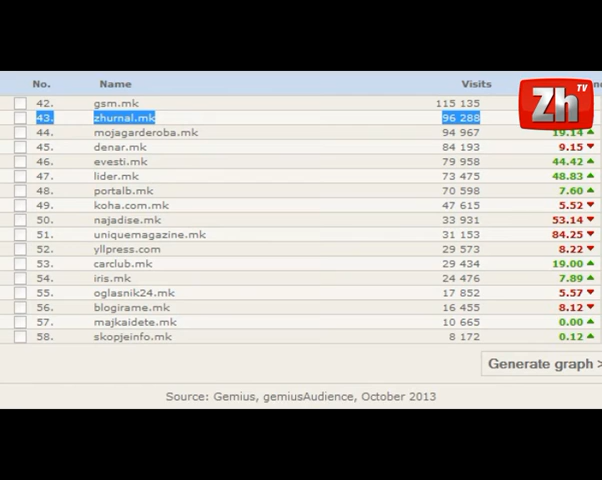 No. Name Visits
42. gsm.mk 115 135
43. zhurnal.mk 96 288
44. mojagarderoba.mk 94 967 19.14
45. denar.mk 84 193 9.15
46. evesti.mk 79 958 44.42
47. lider.mk 73 475 48.83
48. portalb.mk 70 598 7.60
49. koha.com.mk 47 615 5.52
50. najadise.mk 33 931 53.14
51. uniquemagazine.mk 31 153 84.25
52. yllpress.com 29 573 8.22
53. carclub.mk 29 434 19.00
54. iris.mk 24 476 7.89
55. oglasnik24.mk 17 852 5.57
56. blogirame.mk 16 455 8.12
57. majkaidete.mk 10 665 0.00
58. skopjeinfo.mk 8 172 0.12
Generate graph >
Source: Gemius, gemiusAudience, October 2013
Zh TV